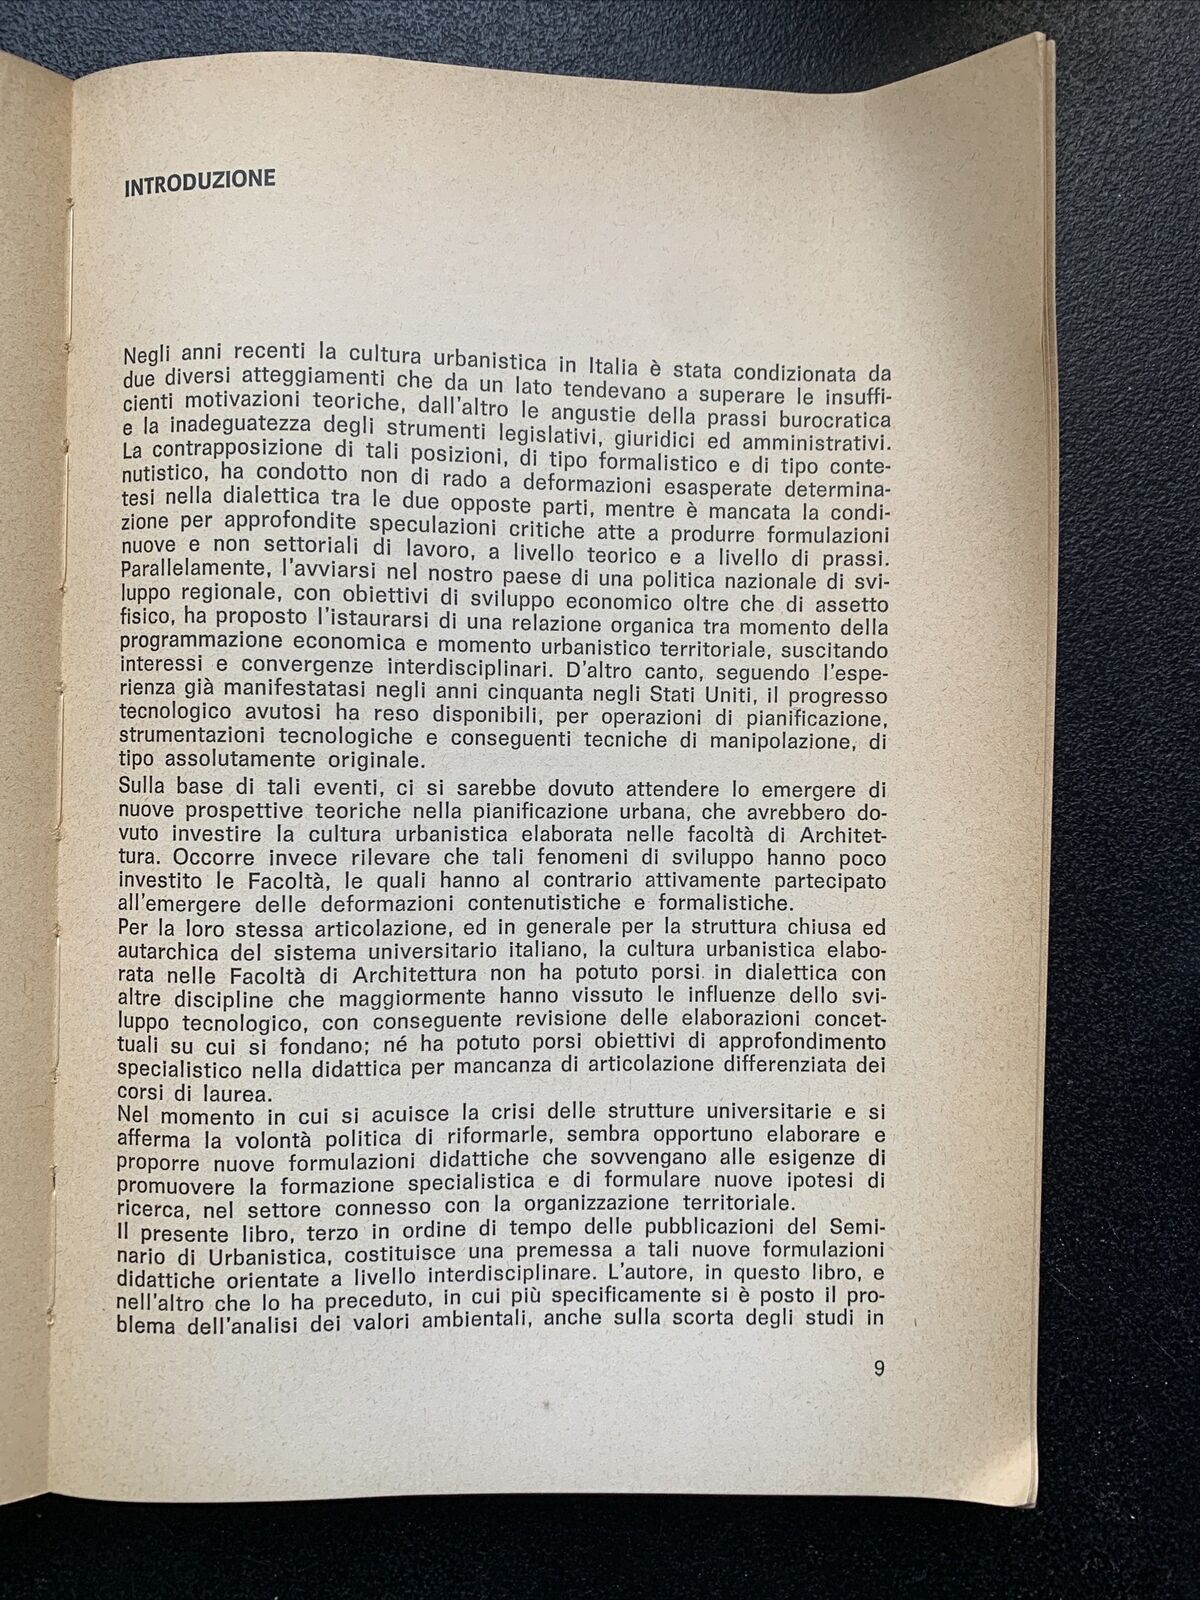 INTRODUZIONE
Negli anni recenti la cultura urbanistica in Italia è stata condizionata da
due diversi atteggiamenti che da un lato tendevano a superare le insuffi-
cienti motivazioni teoriche, dall'altro le angustie della prassi burocratica
e la inadeguatezza degli strumenti legislativi, giuridici ed amministrativi.
La contrapposizione di tali posizioni, di tipo formalistico e di tipo conte-
nutistico, ha condotto non di rado a deformazioni esasperate determina-
tesi nella dialettica tra le due opposte parti, mentre è mancata la condi-
zione per approfondite speculazioni critiche atte a produrre formulazioni
nuove e non settoriali di lavoro, a livello teorico e a livello di prassi.
Parallelamente, l'avviarsi nel nostro paese di una politica nazionale di svi-
luppo regionale, con obiettivi di sviluppo economico oltre che di assetto
fisico, ha proposto l'istaurarsi di una relazione organica tra momento della
programmazione economica e momento urbanistico territoriale, suscitando
interessi e convergenze interdisciplinari. D'altro canto, seguendo l'espe-
rienza già manifestatasi negli anni cinquanta negli Stati Uniti, il progresso
tecnologico avutosi ha reso disponibili, per operazioni di pianificazione,
strumentazioni tecnologiche e conseguenti tecniche di manipolazione, di
tipo assolutamente originale.
Sulla base di tali eventi, ci si sarebbe dovuto attendere lo emergere di
nuove prospettive teoriche nella pianificazione urbana, che avrebbero do-
vuto investire la cultura urbanistica elaborata nelle facoltà di Architet-
tura. Occorre invece rilevare che tali fenomeni di sviluppo hanno poco
investito le Facoltà, le quali hanno al contrario attivamente partecipato
all'emergere delle deformazioni contenutistiche e formalistiche.
Per la loro stessa articolazione, ed in generale per la struttura chiusa ed
autarchica del sistema universitario italiano, la cultura urbanistica elabo-
rata nelle Facoltà di Architettura non ha potuto porsi in dialettica con
altre discipline che maggiormente hanno vissuto le influenze dello svi-
luppo tecnologico, con conseguente revisione delle elaborazioni concet-
tuali su cui si fondano; né ha potuto porsi obiettivi di approfondimento
specialistico nella didattica per mancanza di articolazione differenziata dei
corsi di laurea.
Nel momento in cui si acuisce la crisi delle strutture universitarie e si
afferma la volontà politica di riformarle, sembra opportuno elaborare e
proporre nuove formulazioni didattiche che sovvengano alle esigenze di
promuovere la formazione specialistica e di formulare nuove ipotesi di
ricerca, nel settore connesso con la organizzazione territoriale.
Il presente libro, terzo in ordine di tempo delle pubblicazioni del Semi-
nario di Urbanistica, costituisce una premessa a tali nuove formulazioni
didattiche orientate a livello interdisciplinare. L'autore, in questo libro, e
nell'altro che lo ha preceduto, in cui più specificamente si è posto il pro-
blema dell'analisi dei valori ambientali, anche sulla scorta degli studi in
9